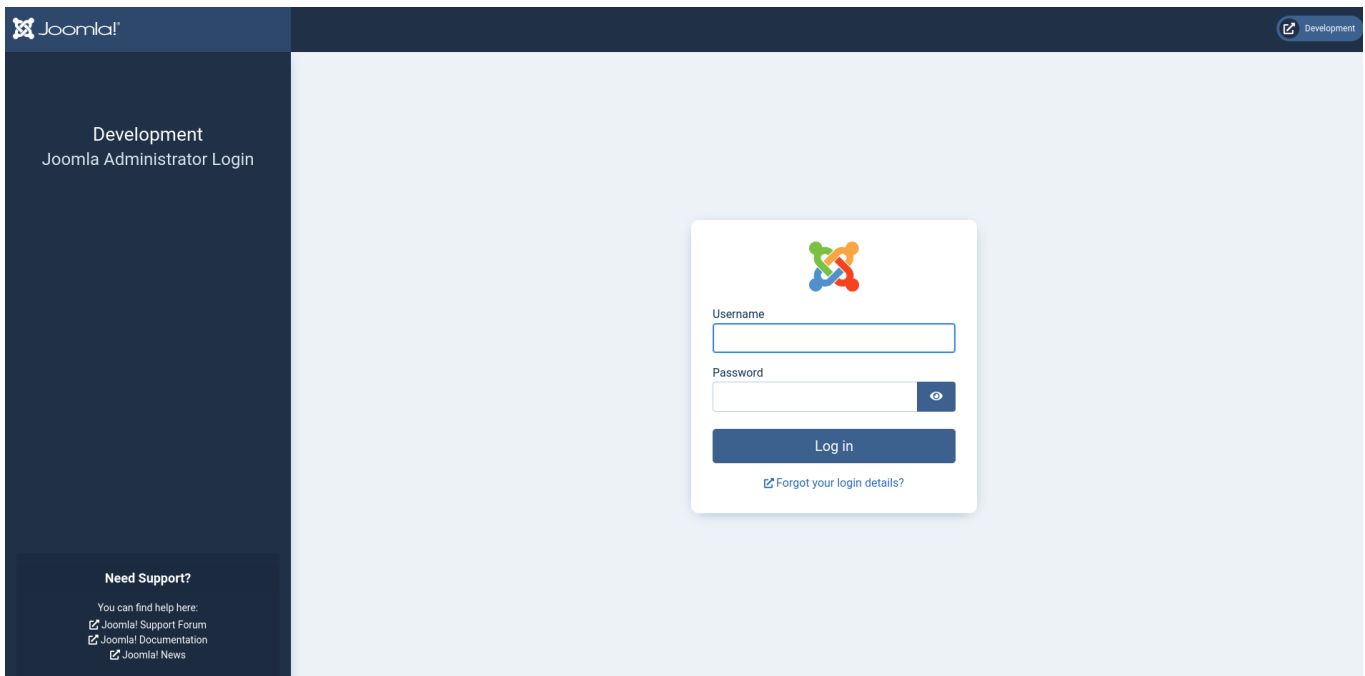 Joomla!
Development
Development
Joomla Administrator Login
Username
Password
Log in
Forgot your login details?
Need Support?
You can find help here:
Joomla! Support Forum
Joomla! Documentation
Joomla! News